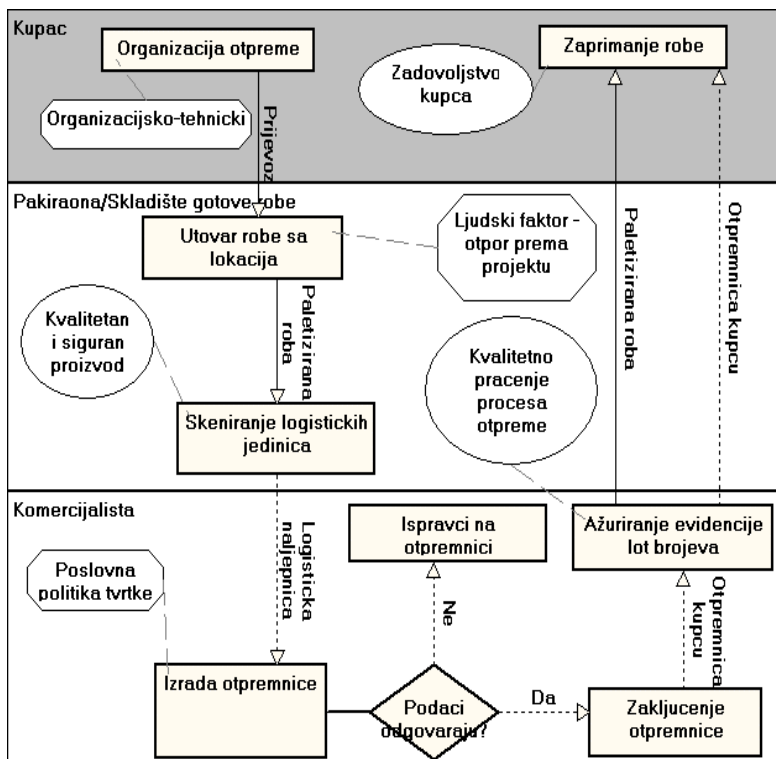 Kupac
Organizacija otpreme
Zaprimanje robe
Zadovoljstvo
kupca
Organizacijsko-tehnicki
Prijevoz
Pakiraona/Skladište gotove robe
Utovar robe sa
lokacija
Ljudski faktor -
otpor prema
projektu
Paletizirana roba
Otpremnica kupcu
Kvalitetan
i siguran
proizvod
Paletizirana
roba
Kvalitetno
pracenje
procesa
otpreme
Skeniranje logistickih
jedinica
Komercijalista
Logisticka
naljepnica
Ispravci na
otpremnici
Ažuriranje evidencije
lot brojeva
Poslovna
politika tvrtke
Ne
Otpremnica
kupcu
Izrada otpremnice
Podaci
odgovaraju?
Da
Zakljucenje
otpremnice